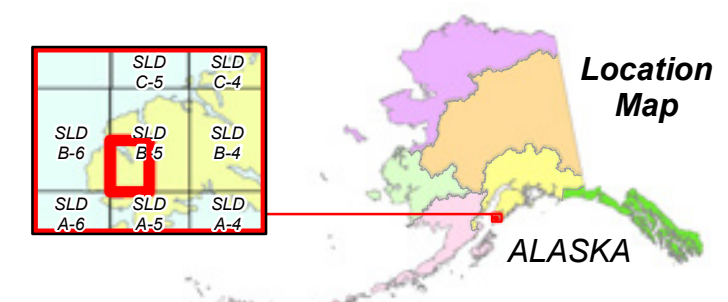 SLD SLD
C-5 C-4
SLD SLD SLD
B-6 B-5 B-4
SLD SLD SLD
A-6 A-5 A-4
Location
Map
ALASKA